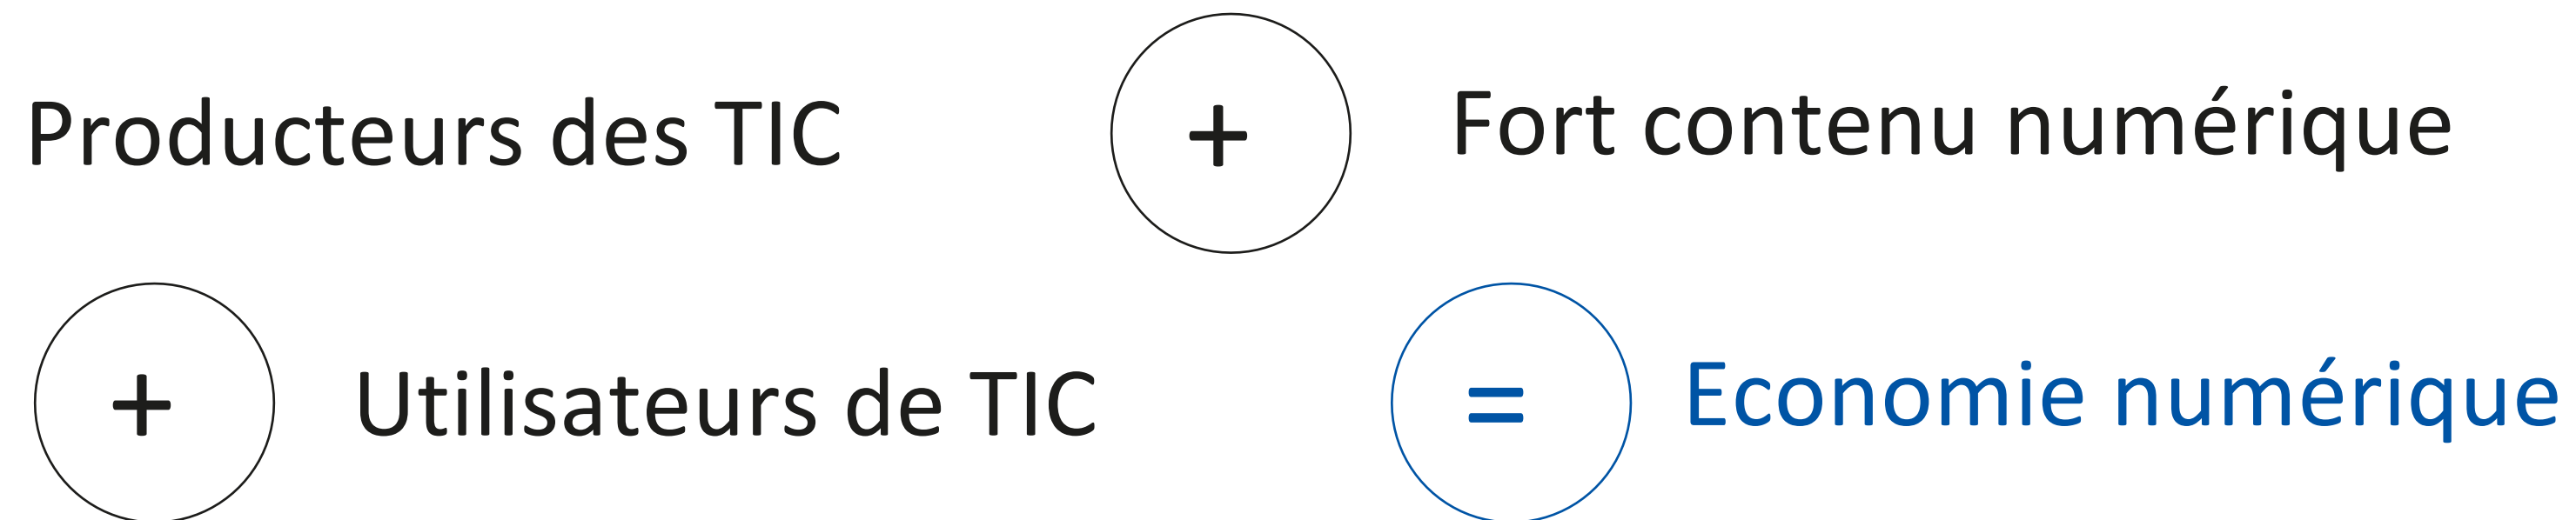 Producteurs des TIC + Fort contenu numérique
+ Utilisateurs de TIC = Economie numérique